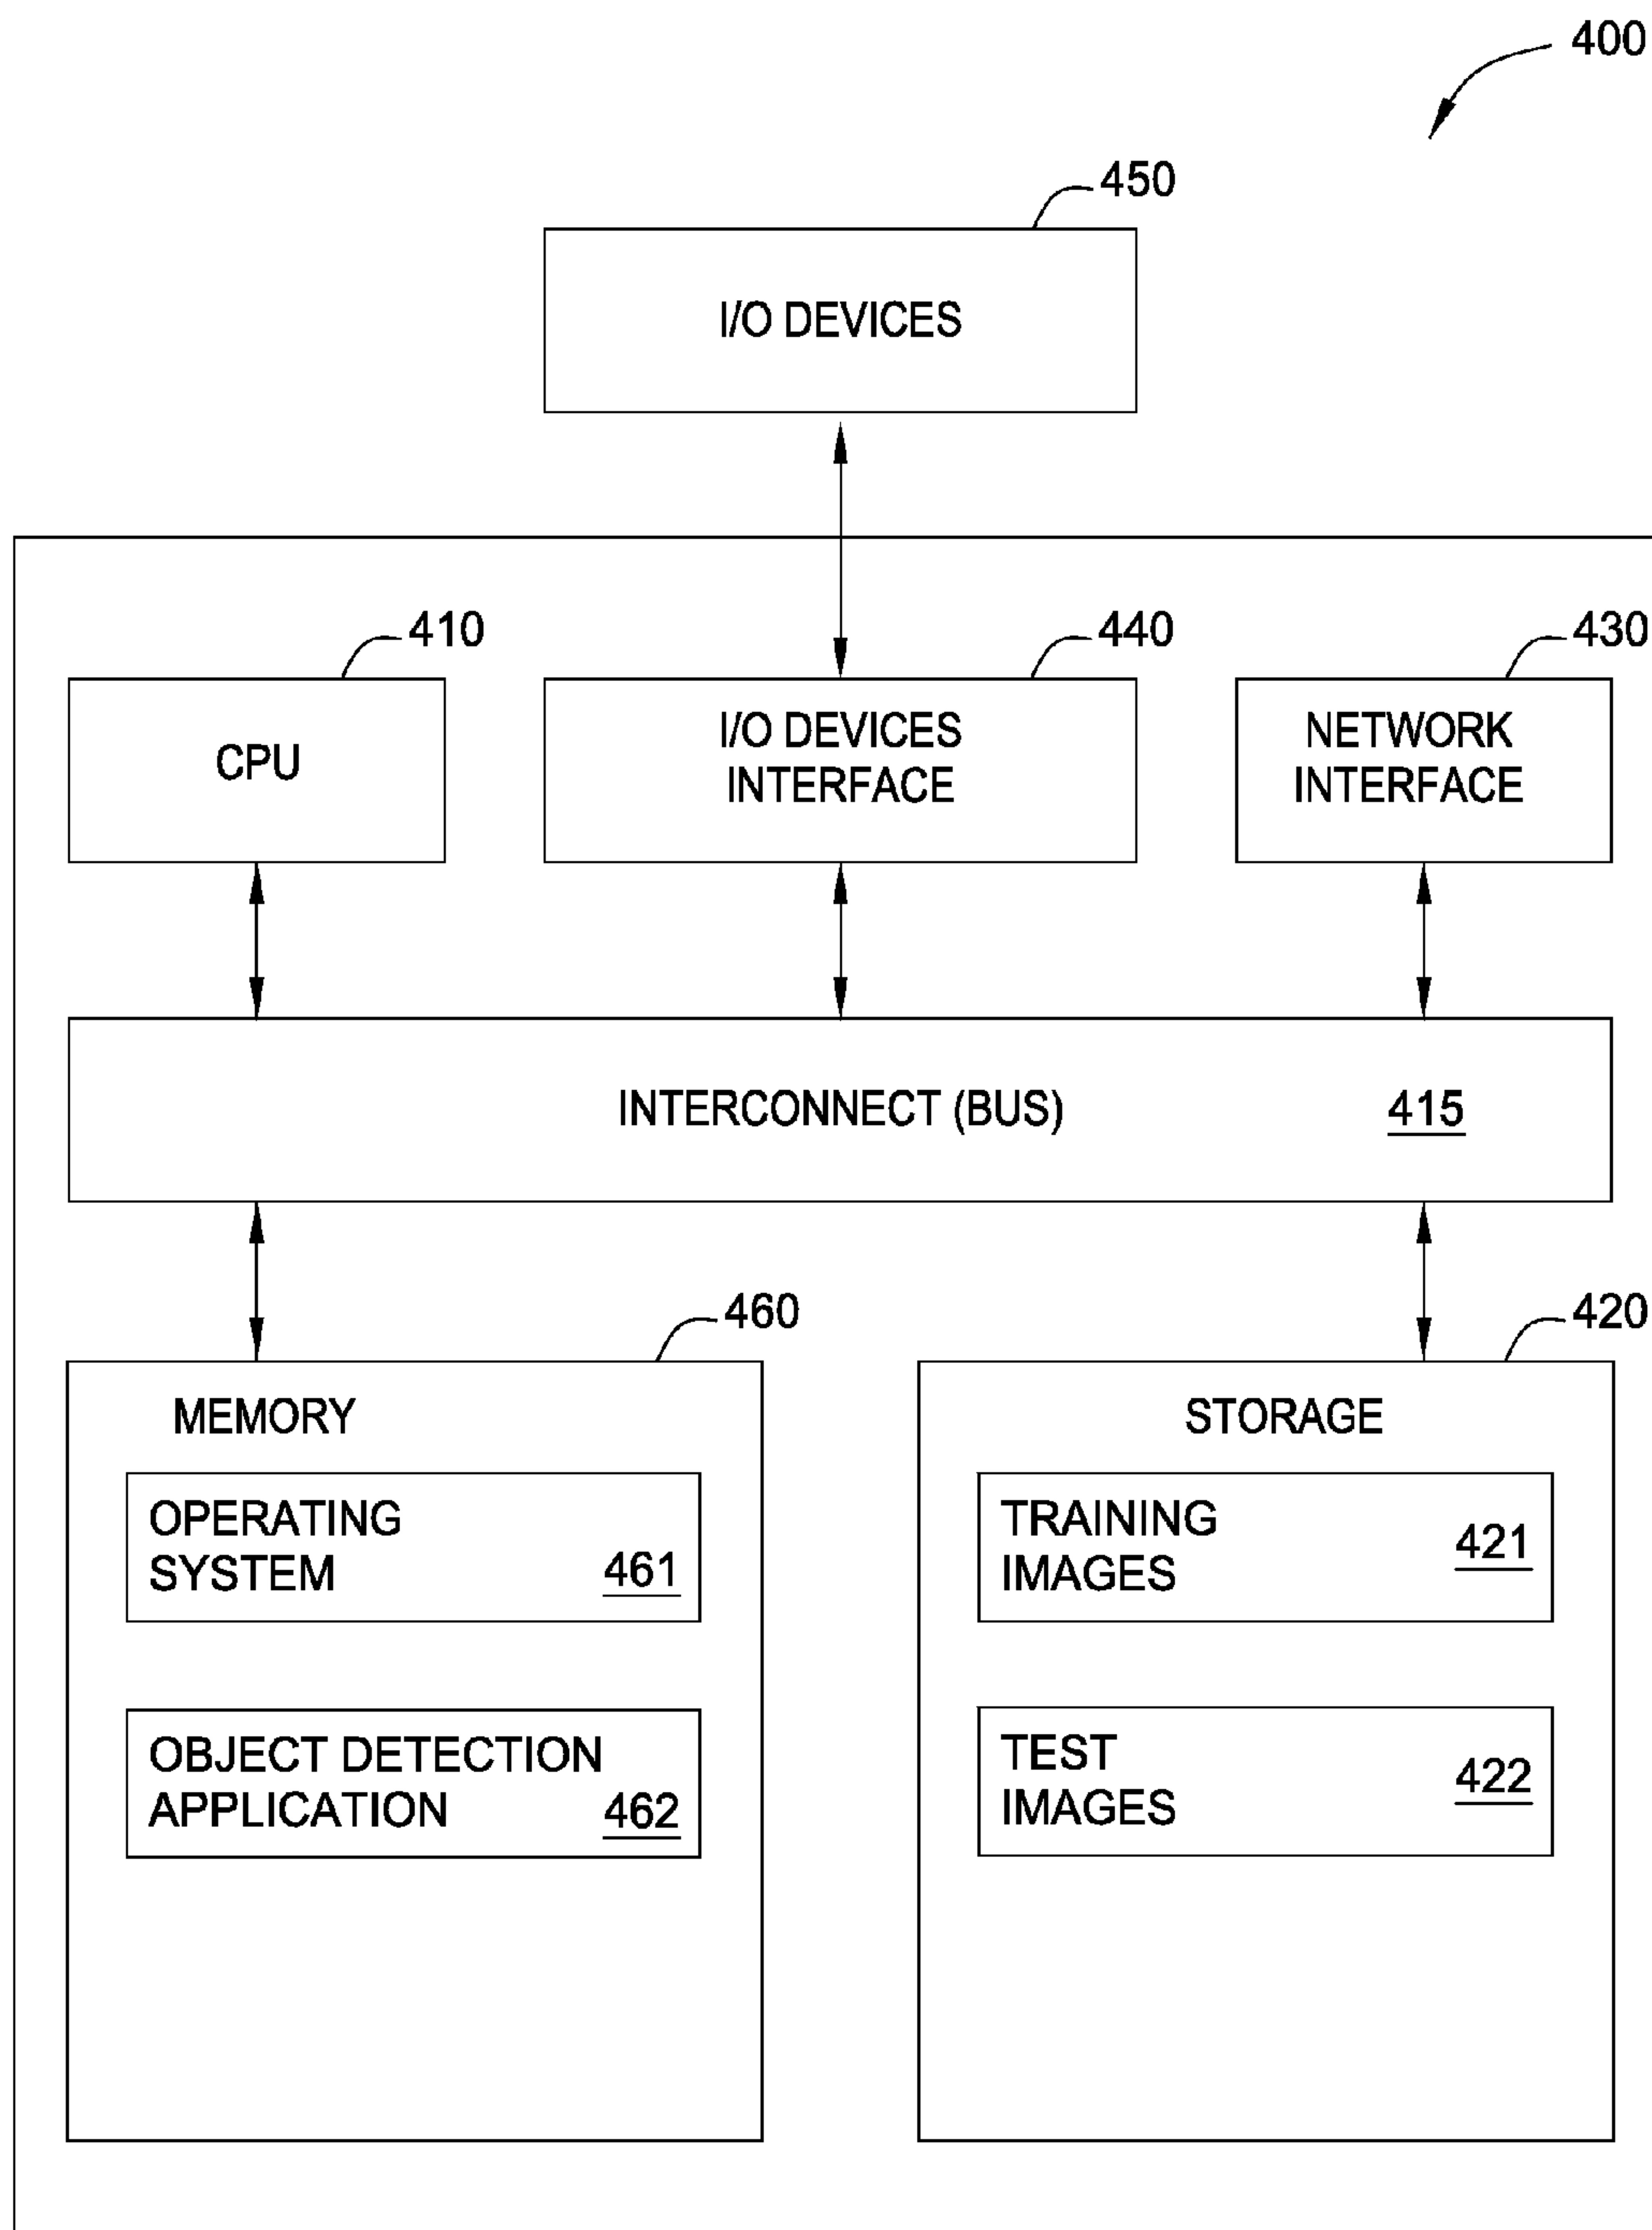 400
450
I/O DEVICES
410
440
430
CPU
I/O DEVICES
INTERFACE
NETWORK
INTERFACE
INTERCONNECT (BUS) 415
460
420
MEMORY
OPERATING
SYSTEM 461
OBJECT DETECTION
APPLICATION 462
STORAGE
TRAINING
IMAGES 421
TEST
IMAGES 422